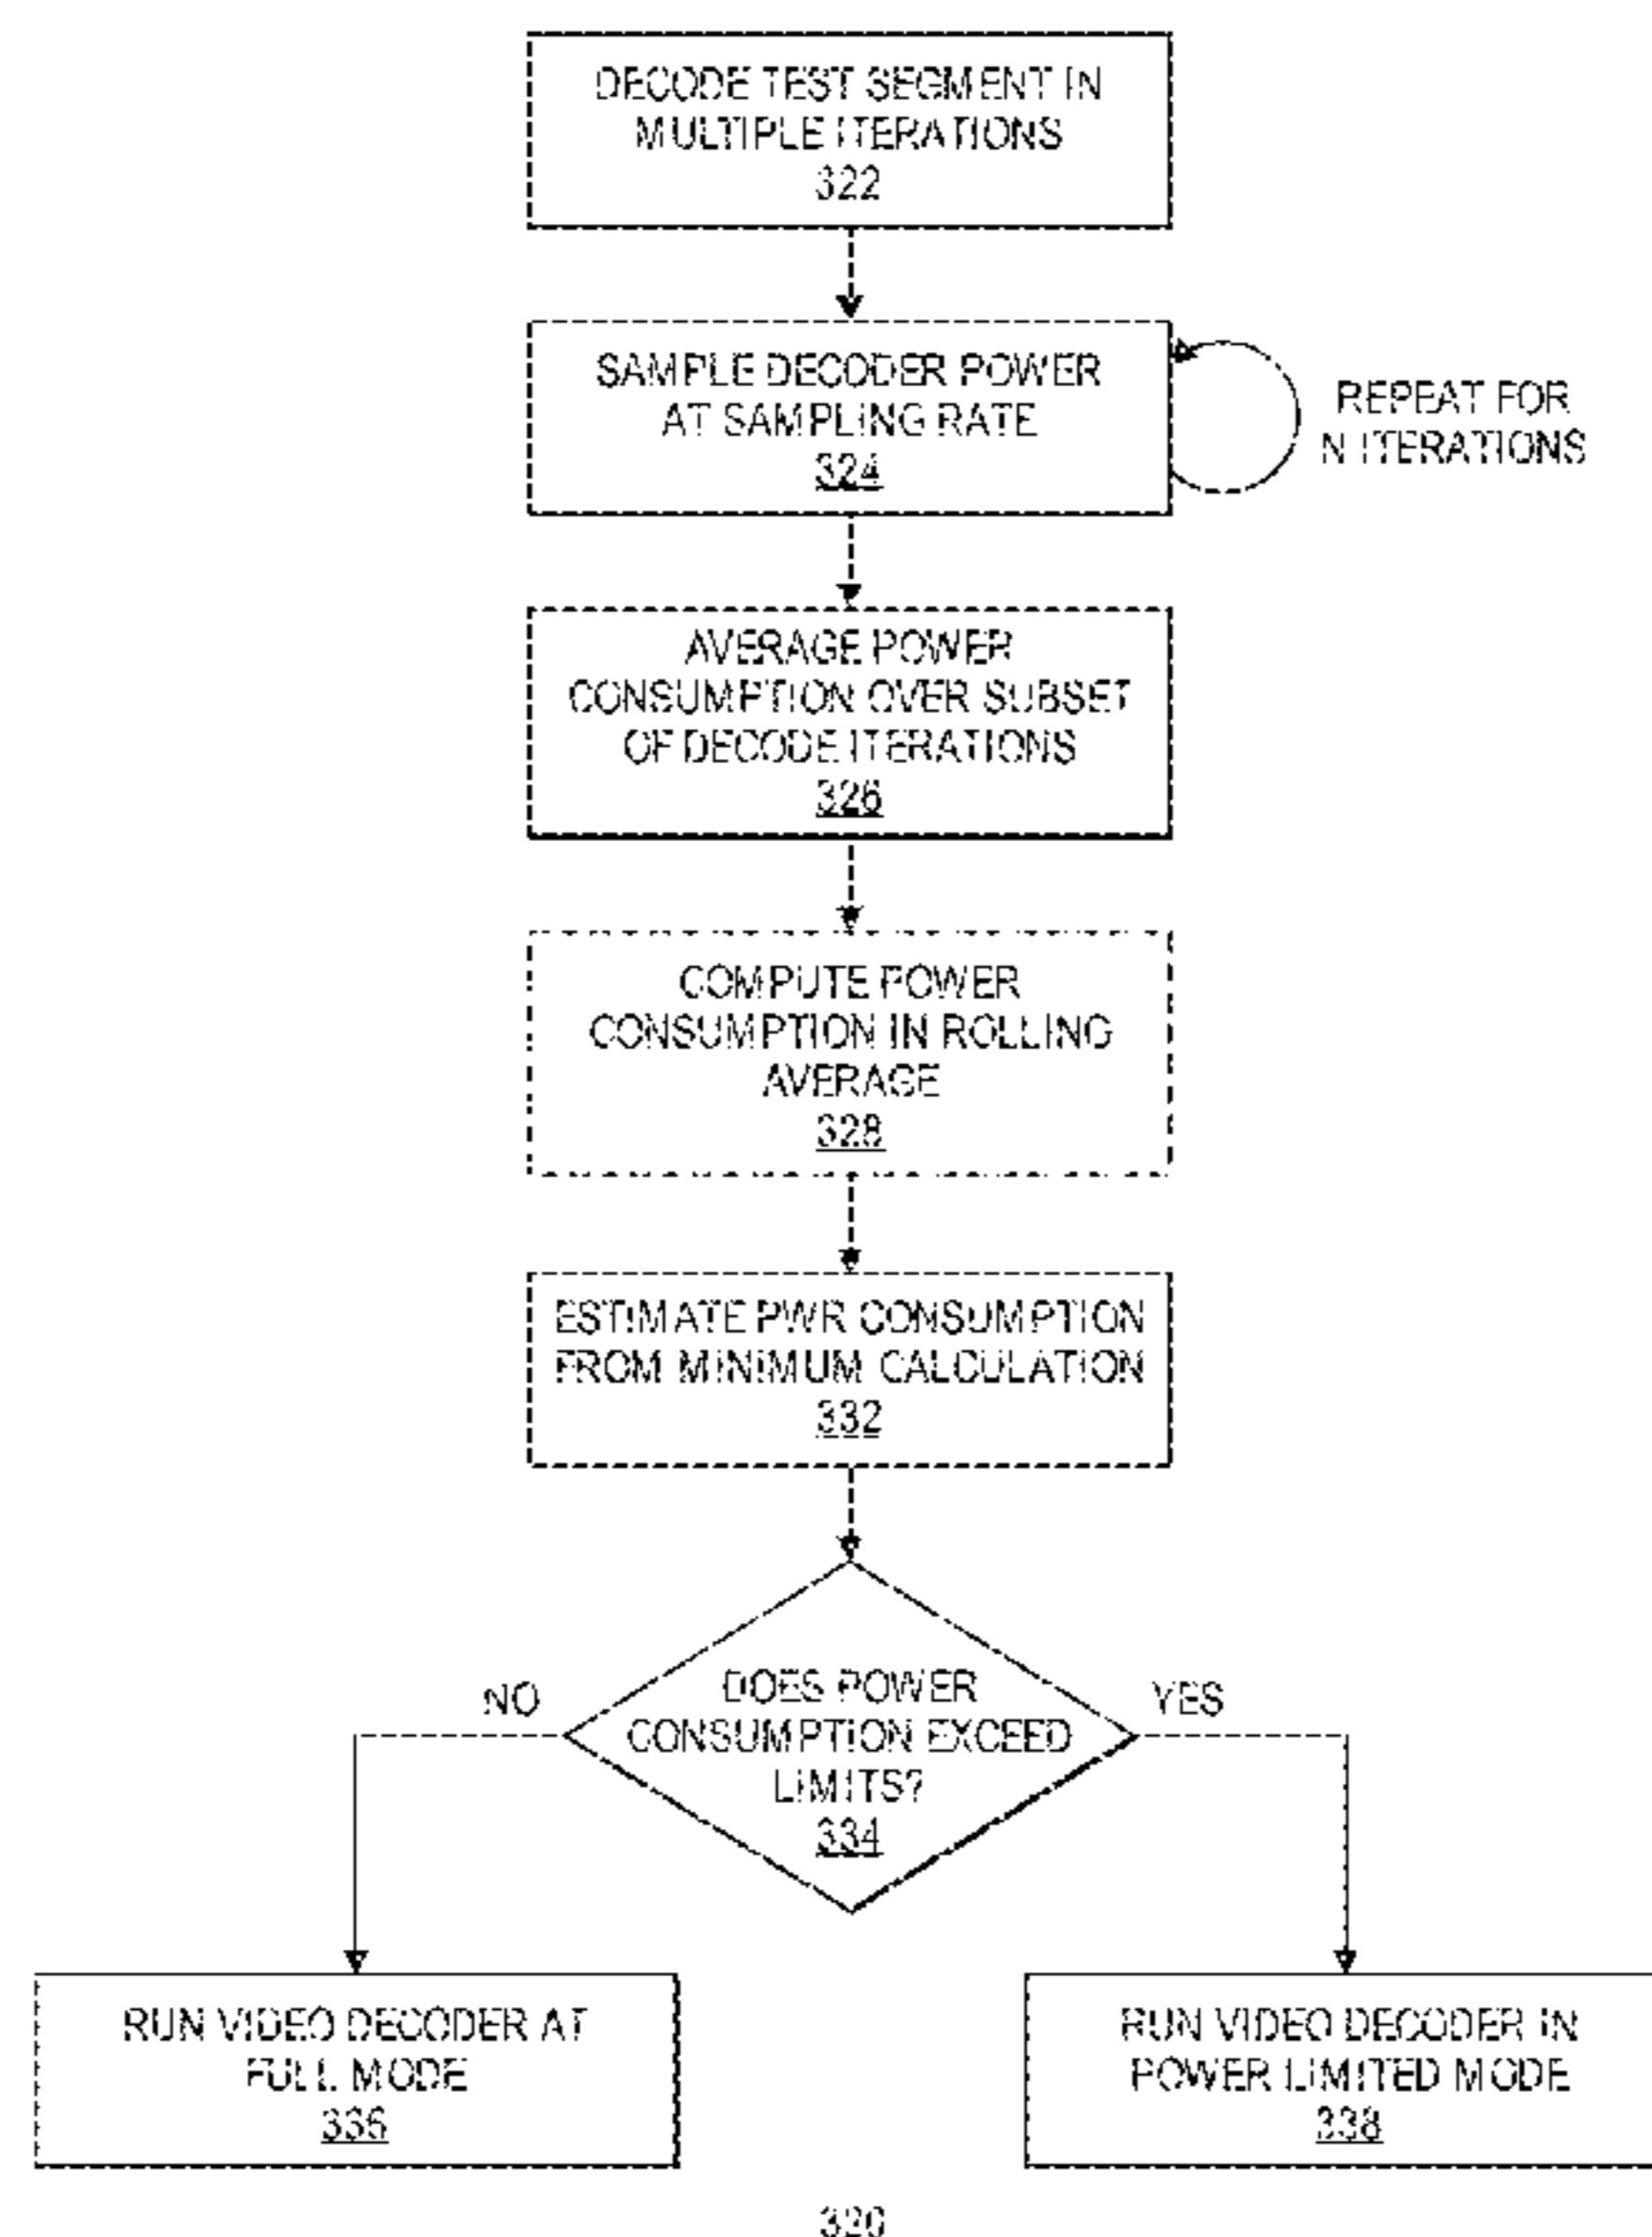 DECODE TEST SEGMENT IN
MULTIPLE ITERATIONS
322
SAMPLE DECODER POWER
AT SAMPLING RATE
324
REPEAT FOR
N ITERATIONS
AVERAGE POWER
CONSUMPTION OVER SUBSET
OF DECODE ITERATIONS
326
COMPUTE POWER
CONSUMPTION IN ROLLING
AVERAGE
328
ESTIMATE PWR CONSUMPTION
FROM MINIMUM CALCULATION
332
DOES POWER
CONSUMPTION EXCEED
LIMITS?
334
NO
YES
RUN VIDEO DECODER AT
FULL MODE
336
RUN VIDEO DECODER IN
POWER LIMITED MODE
338
320